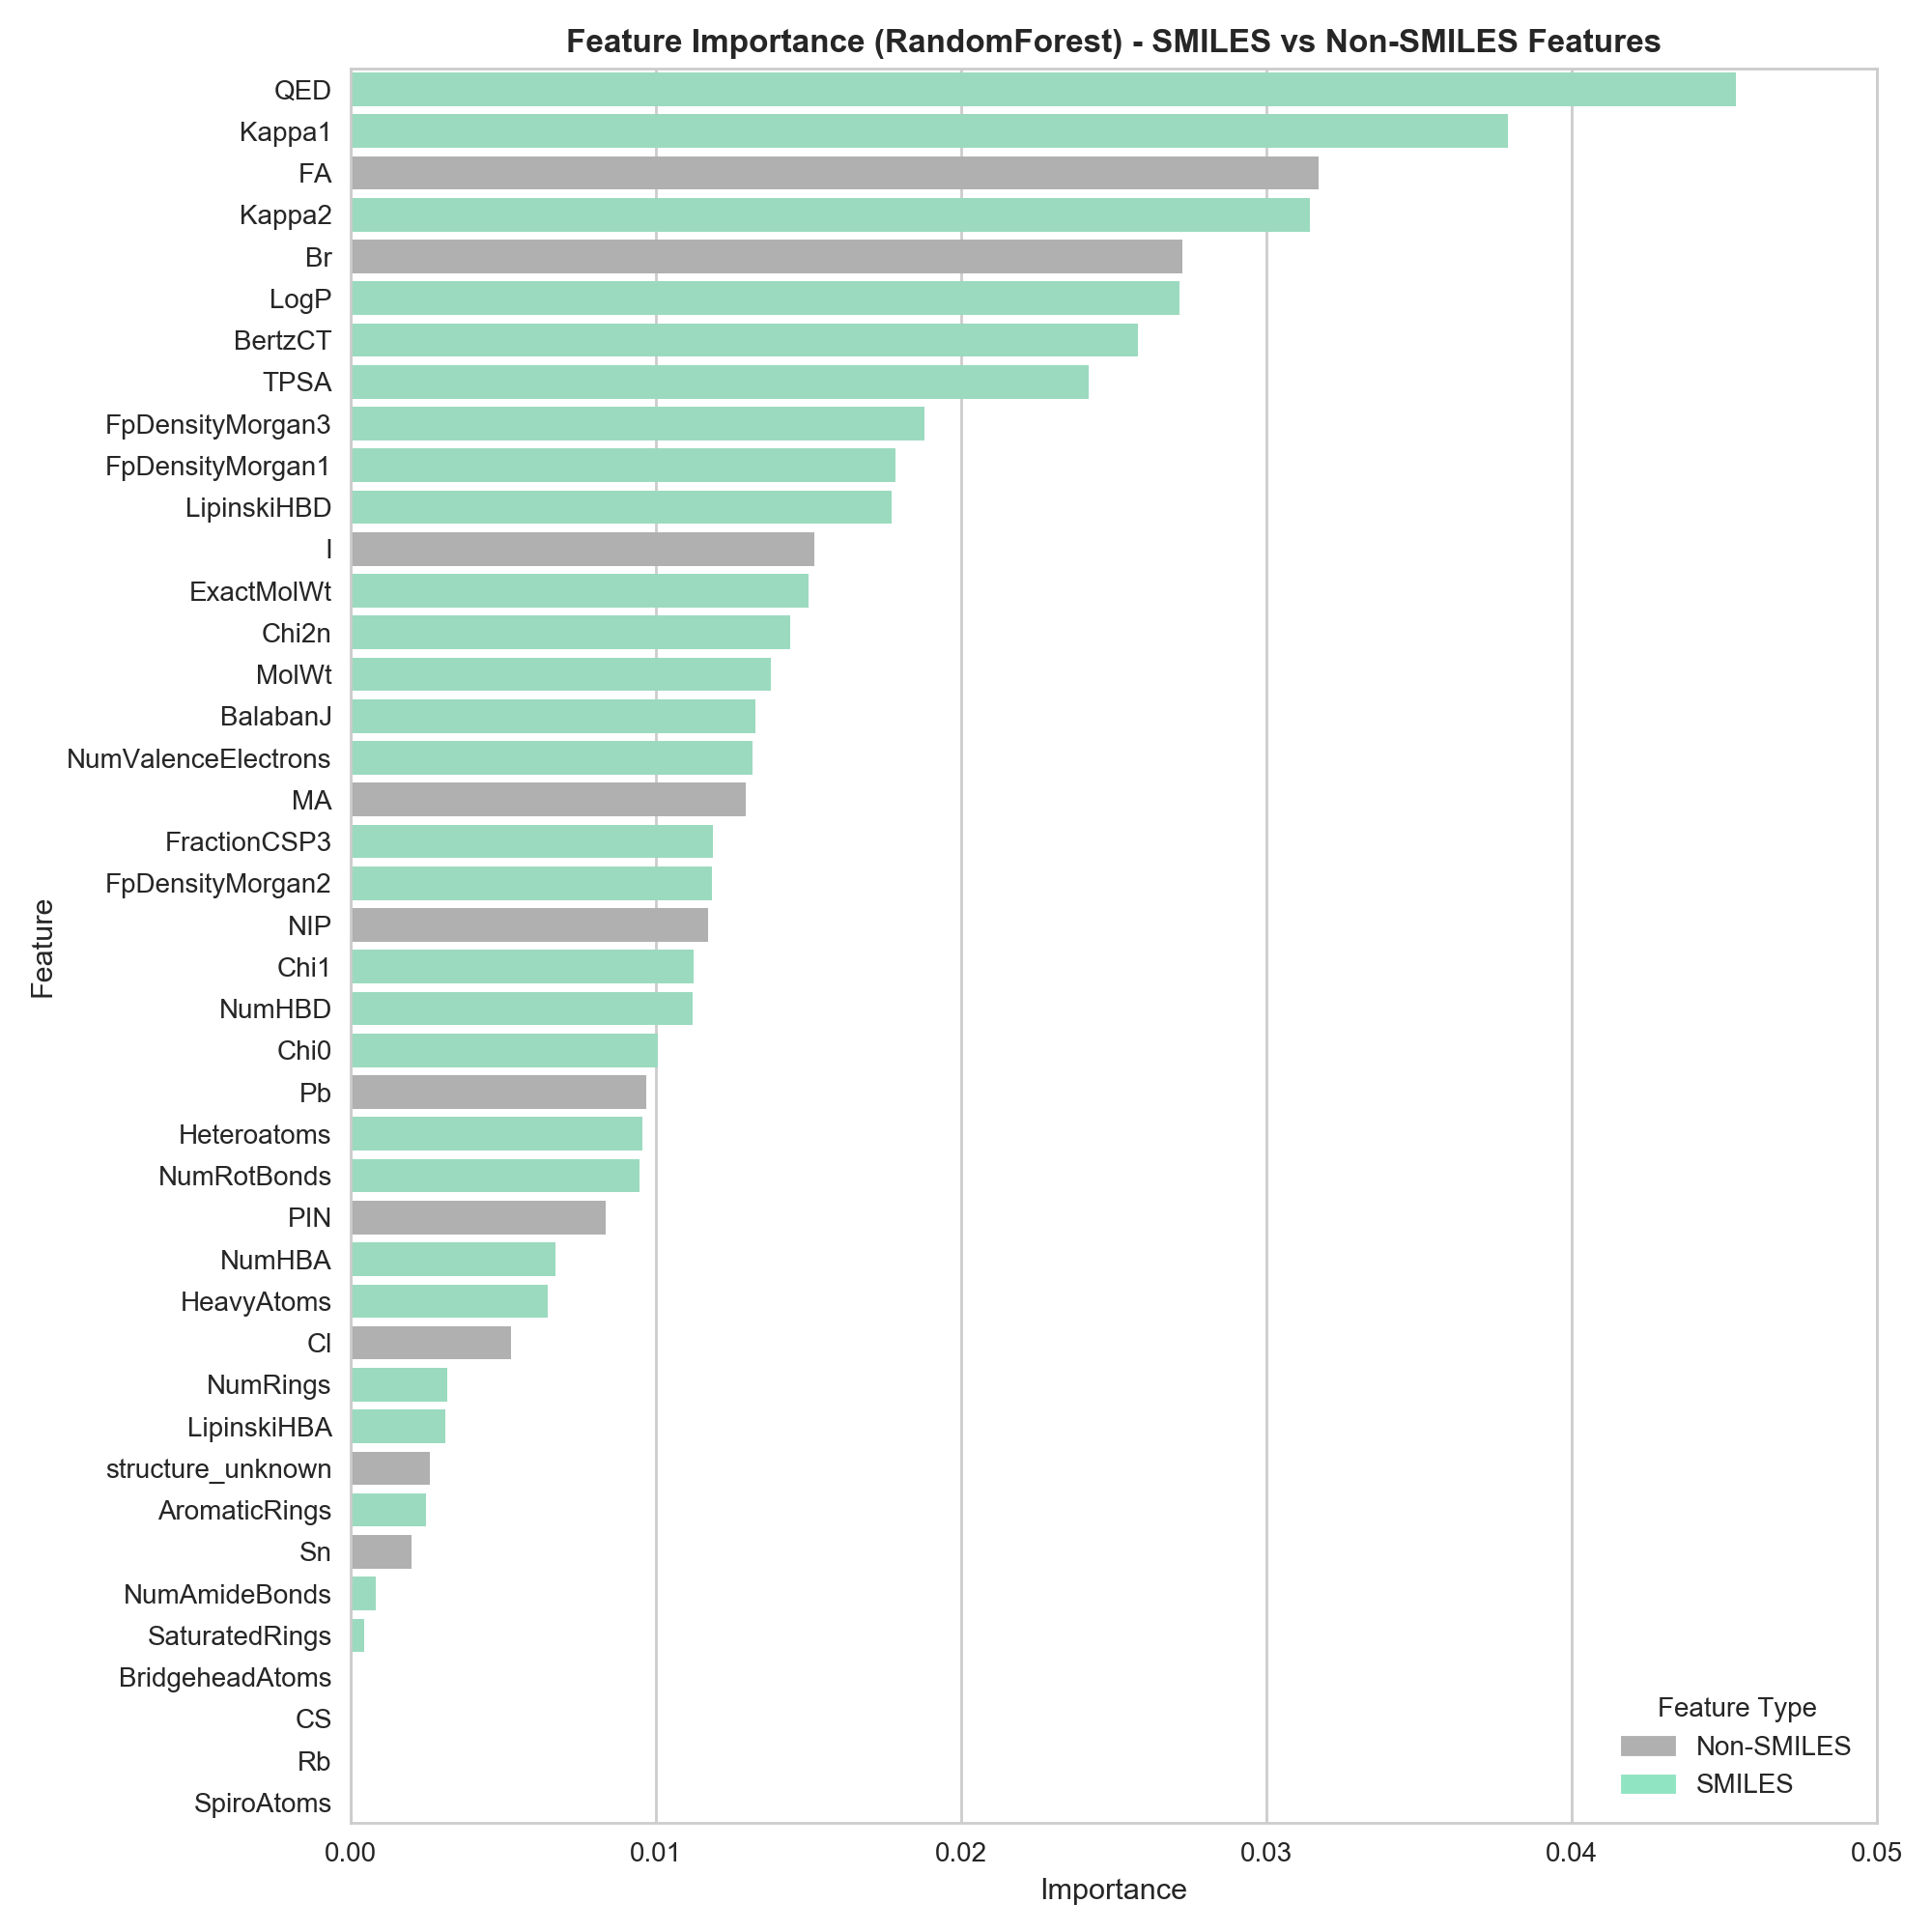 Feature Importance (RandomForest) - SMILES vs Non-SMILES Features
QED
Kappa1
FA
Kappa2
Br
LogP
BertzCT
TPSA
FpDensityMorgan3
FpDensityMorgan1
LipinskiHBD
I
ExactMolWt
Chi2n
MolWt
BalabanJ
NumValenceElectrons
MA
FractionCSP3
FpDensityMorgan2
NIP
Chi1
NumHBD
Chi0
Pb
Heteroatoms
NumRotBonds
PIN
NumHBA
HeavyAtoms
Cl
NumRings
LipinskiHBA
structure_unknown
AromaticRings
Sn
NumAmideBonds
SaturatedRings
BridgeheadAtoms
CS
Rb
SpiroAtoms
Feature
Feature Type
Non-SMILES
SMILES
0.00 0.01 0.02 0.03 0.04 0.05
Importance